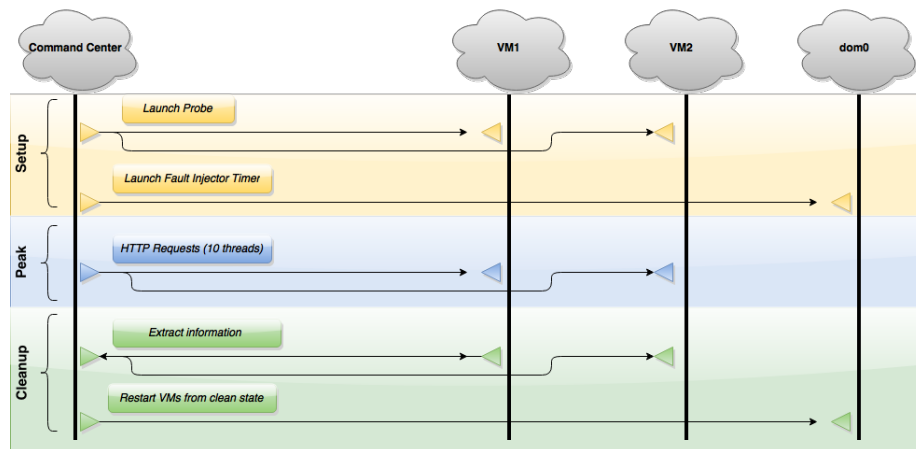 Command Center
VM1
VM2
dom0
Setup
Launch Probe
Launch Fault Injector Timer
Peak
HTTP Requests (10 threads)
Cleanup
Extract information
Restart VMs from clean state